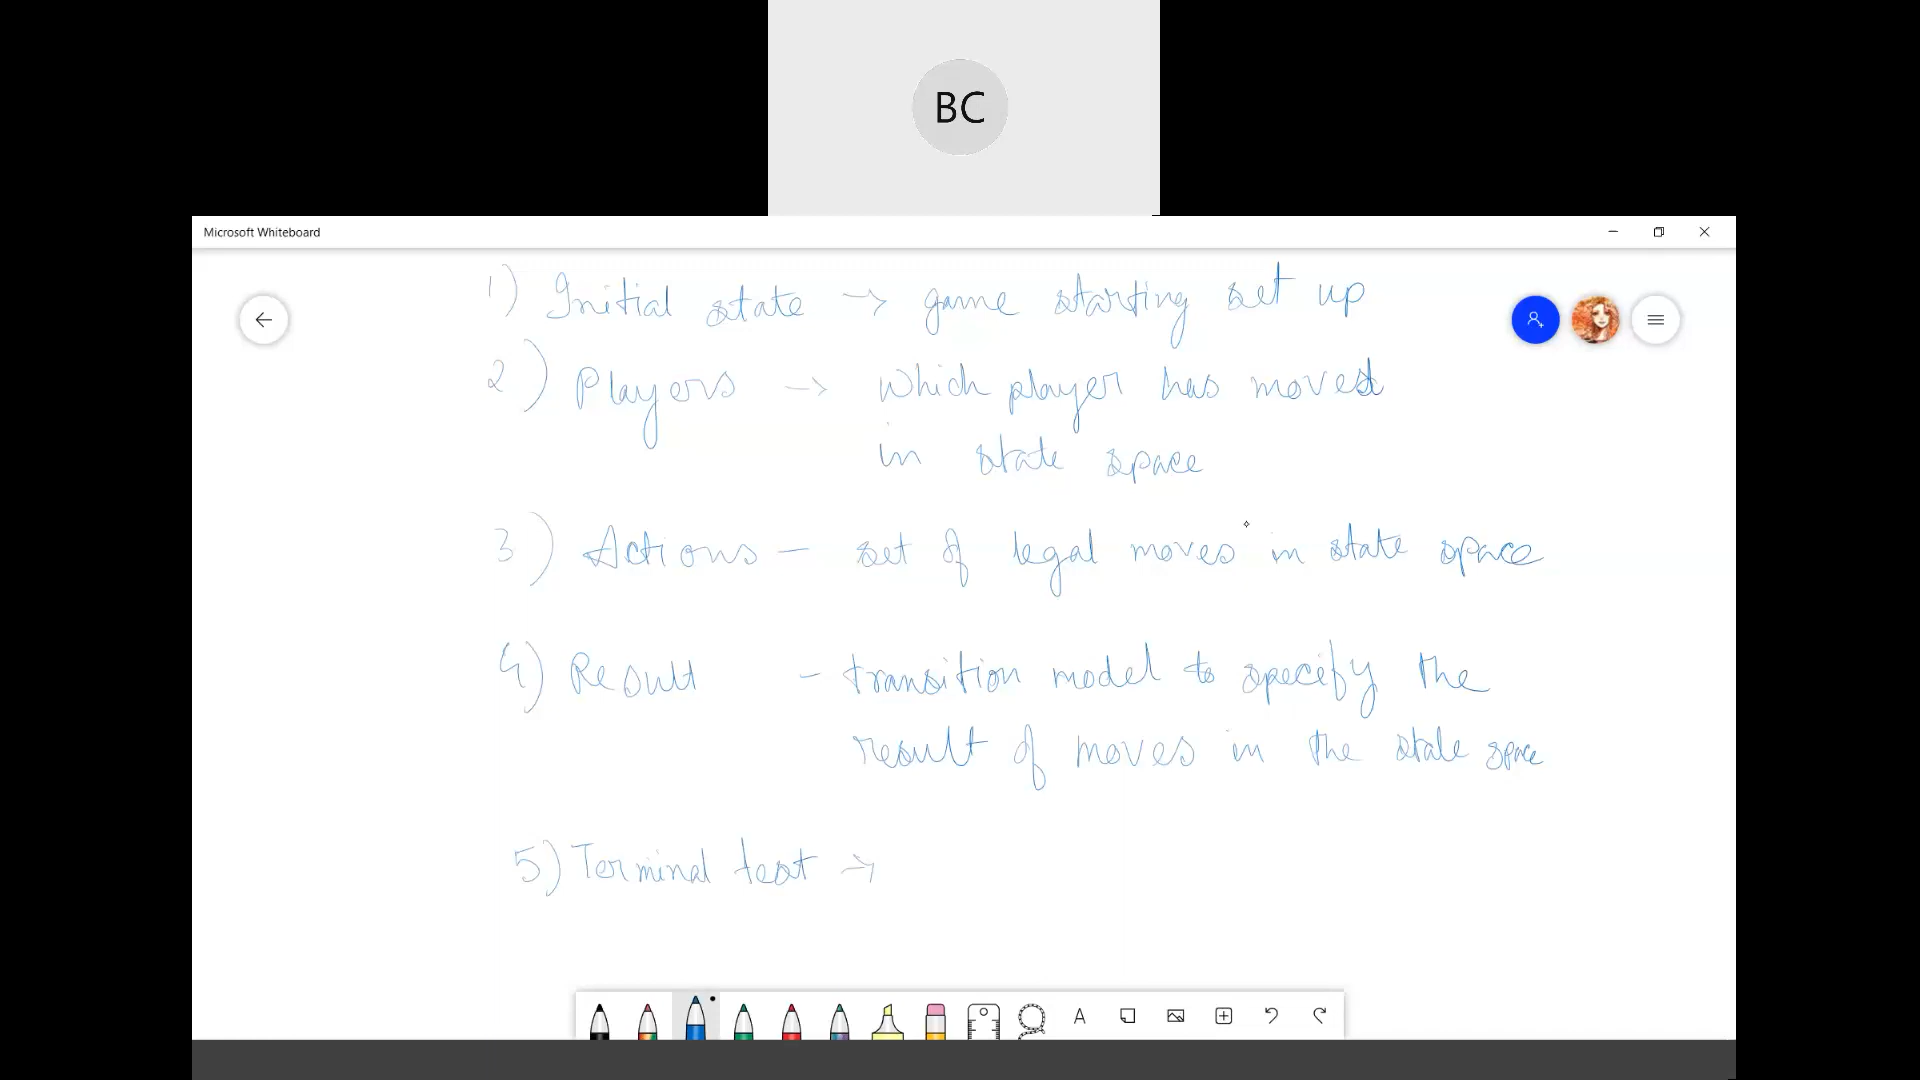 BC
Microsoft Whiteboard
1) Initial state → game starting set up
2) Players → which player has moved
in state space
3) Actions - set of legal moves in state space
4) Result - transition model to specify the
result of moves in the state space
5) Terminal test →
A